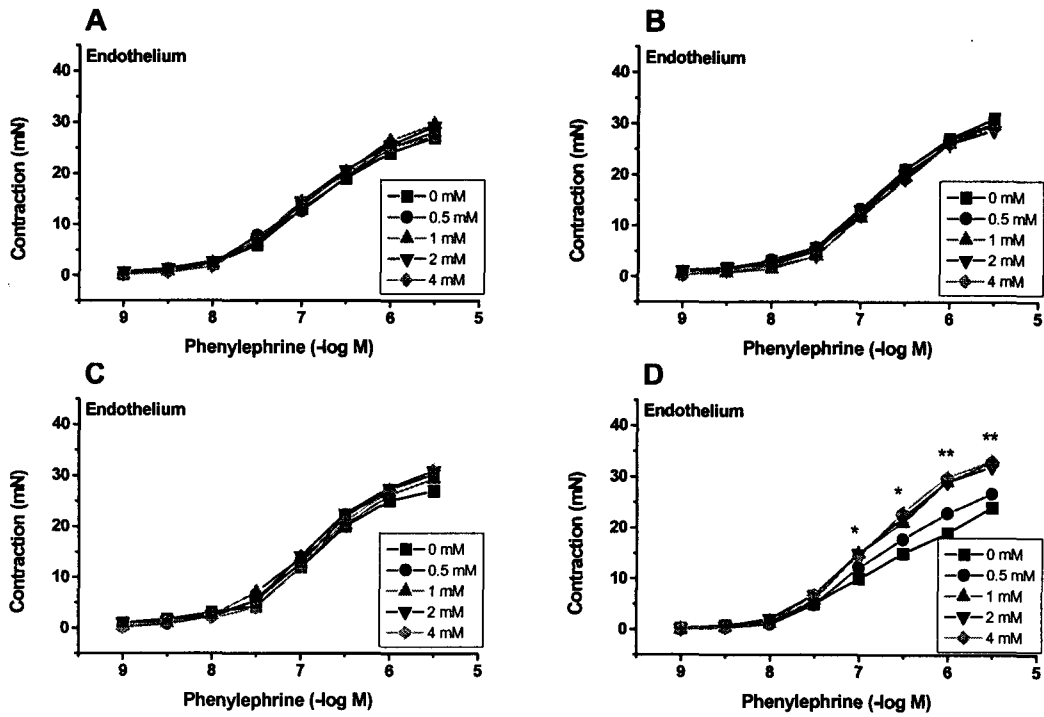 A
Endothelium
Contraction (mN)
40
30
20
10
0
9 8 7 6 5
Phenylephrine (-log M)
0 mM
0.5 mM
1 mM
2 mM
4 mM
B
Endothelium
Contraction (mN)
40
30
20
10
0
9 8 7 6 5
Phenylephrine (-log M)
0 mM
0.5 mM
1 mM
2 mM
4 mM
C
Endothelium
Contraction (mN)
40
30
20
10
0
9 8 7 6 5
Phenylephrine (-log M)
0 mM
0.5 mM
1 mM
2 mM
4 mM
D
Endothelium
Contraction (mN)
40
30
20
10
0
9 8 7 6 5
Phenylephrine (-log M)
* * ** **
0 mM
0.5 mM
1 mM
2 mM
4 mM